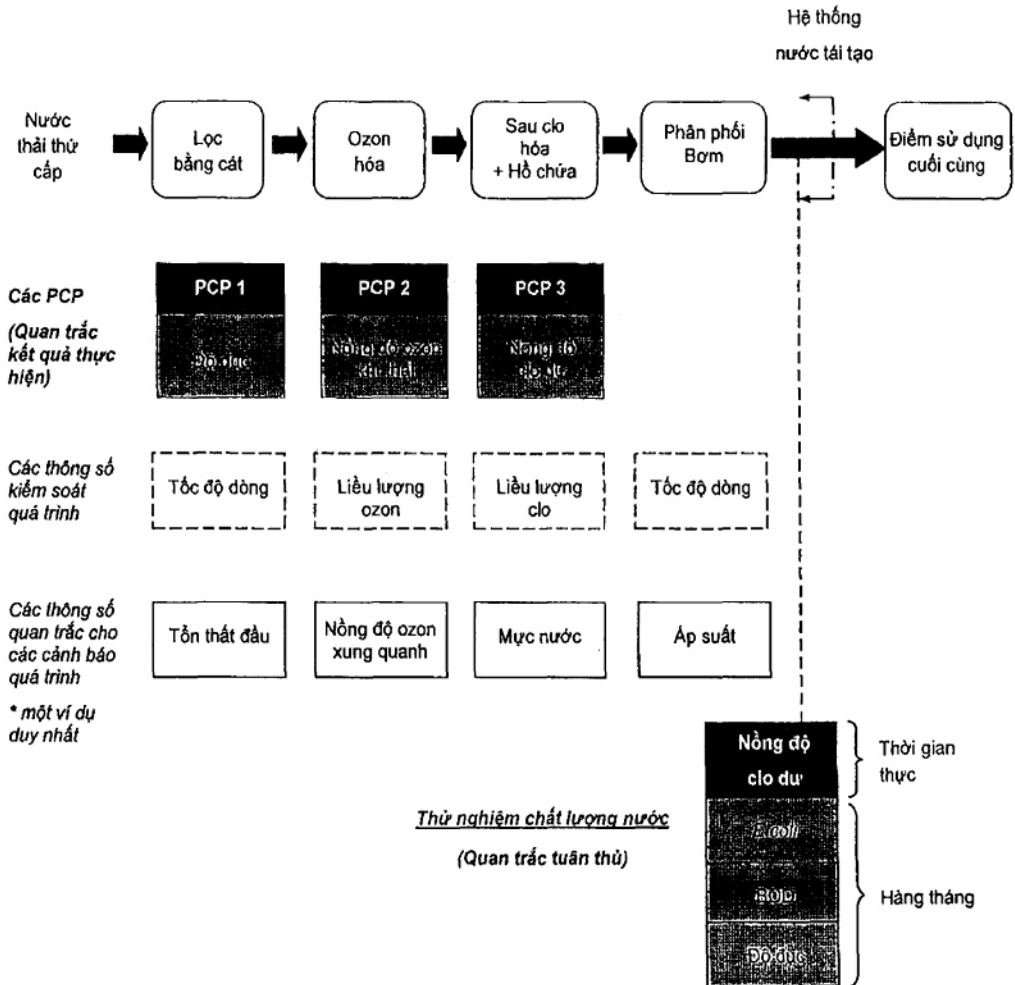 Hệ thống
nước tái tạo
Nước
thải thứ
cấp
Lọc
bằng cát
Ozon
hóa
Sau clo
hóa
+ Hồ chứa
Phân phối
Bơm
Điểm sử dụng
cuối cùng
Các PCP
(Quan trắc
kết quả thực
hiện)
PCP 1
Độ đục
PCP 2
Nồng độ ozon
khí thải
PCP 3
Nồng độ
clo dư
Các thông số
kiểm soát
quá trình
Tốc độ dòng
Liều lượng
ozon
Liều lượng
clo
Tốc độ dòng
Các thông số
quan trắc cho
các cảnh báo
quá trình
* một ví dụ
duy nhất
Tổn thất đầu
Nồng độ ozon
xung quanh
Mực nước
Áp suất
Nồng độ
clo dư
Thời gian
thực
Thử nghiệm chất lượng nước
(Quan trắc tuân thủ)
E.coli
Độ đục
Hàng tháng